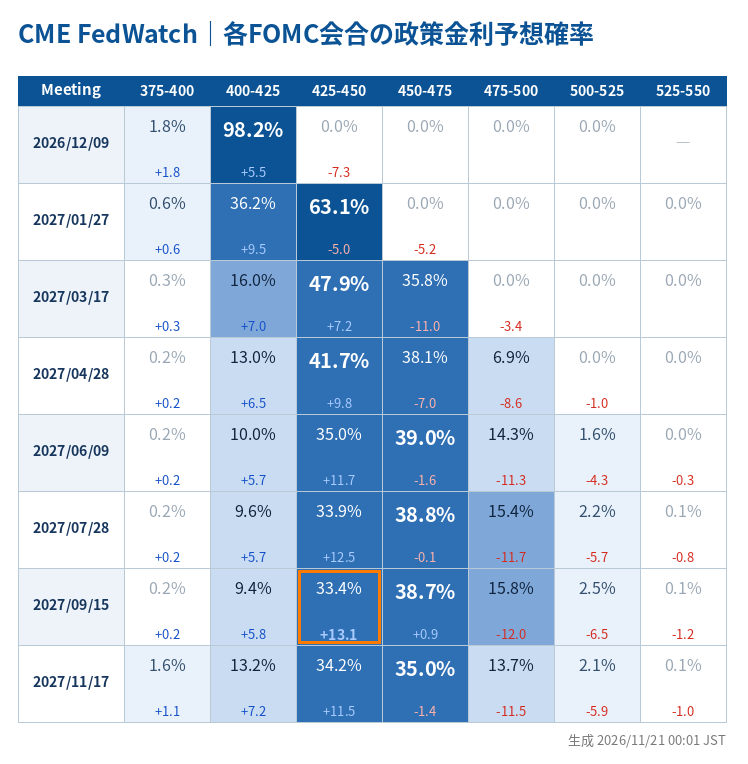 CME FedWatch｜各FOMC会合の政策金利予想確率
Meeting 375-400 400-425 425-450 450-475 475-500 500-525 525-550
2026/12/09 1.8% 98.2% 0.0% 0.0% 0.0% 0.0% —
+1.8 +5.5 -7.3
2027/01/27 0.6% 36.2% 63.1% 0.0% 0.0% 0.0% 0.0%
+0.6 +9.5 -5.0 -5.2
2027/03/17 0.3% 16.0% 47.9% 35.8% 0.0% 0.0% 0.0%
+0.3 +7.0 +7.2 -11.0 -3.4
2027/04/28 0.2% 13.0% 41.7% 38.1% 6.9% 0.0% 0.0%
+0.2 +6.5 +9.8 -7.0 -8.6 -1.0
2027/06/09 0.2% 10.0% 35.0% 39.0% 14.3% 1.6% 0.0%
+0.2 +5.7 +11.7 -1.6 -11.3 -4.3 -0.3
2027/07/28 0.2% 9.6% 33.9% 38.8% 15.4% 2.2% 0.1%
+0.2 +5.7 +12.5 -0.1 -11.7 -5.7 -0.8
2027/09/15 0.2% 9.4% 33.4% 38.7% 15.8% 2.5% 0.1%
+0.2 +5.8 +13.1 +0.9 -12.0 -6.5 -1.2
2027/11/17 1.6% 13.2% 34.2% 35.0% 13.7% 2.1% 0.1%
+1.1 +7.2 +11.5 -1.4 -11.5 -5.9 -1.0
生成 2026/11/21 00:01 JST